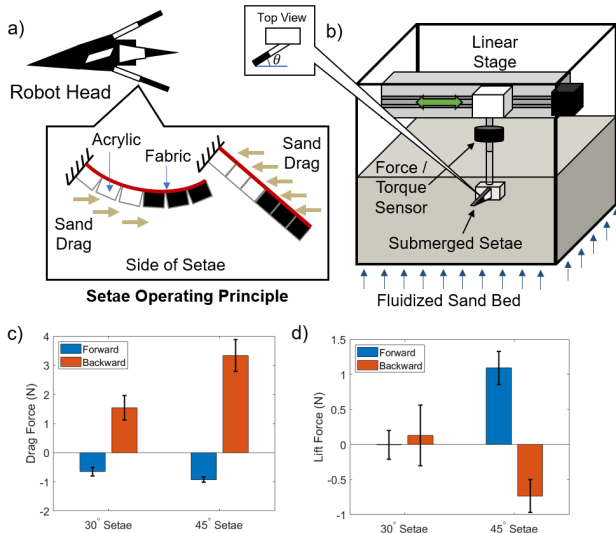 a)
Robot Head
Acrylic
Fabric
Sand
Drag
Sand
Drag
Side of Setae
Setae Operating Principle
Top View
θ
b)
Linear
Stage
Force /
Torque
Sensor
Submerged Setae
Fluidized Sand Bed
c)
Forward
Backward
Drag Force (N)
4
3
2
1
0
-1
-2
30° Setae
45° Setae
d)
Forward
Backward
Lift Force (N)
1.5
1
0.5
0
-0.5
-1
30° Setae
45° Setae